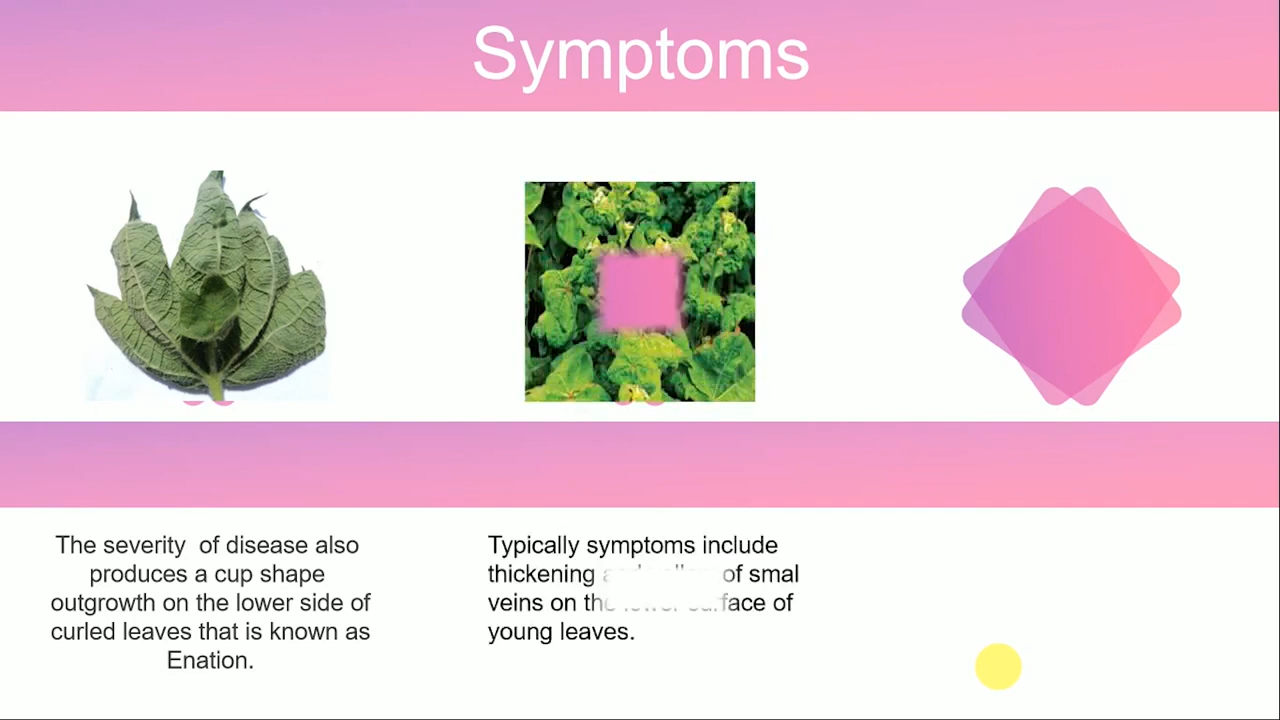 Symptoms
The severity of disease also
produces a cup shape
outgrowth on the lower side of
curled leaves that is known as
Enation.
Typically symptoms include
thickening of smal
veins on the face of
young leaves.